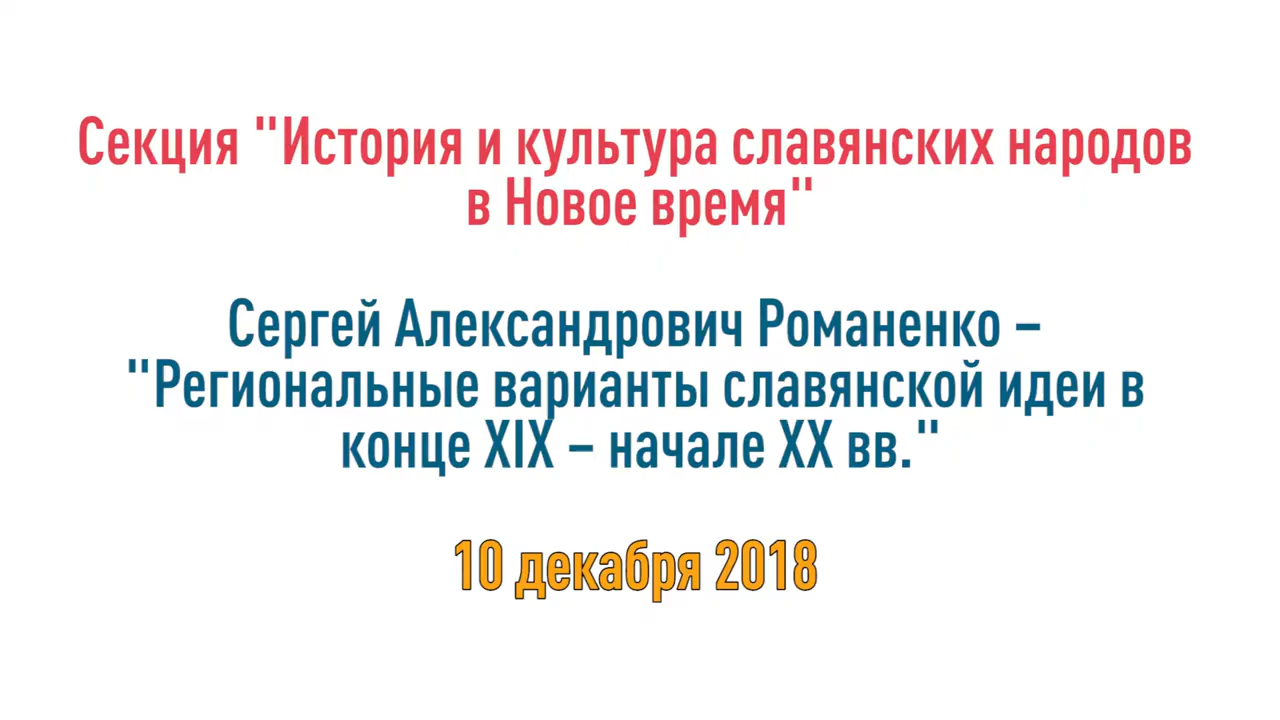 Секция "История и культура славянских народов
в Новое время"
Сергей Александрович Романенко –
"Региональные варианты славянской идеи в
конце XIX – начале XX вв."
10 декабря 2018